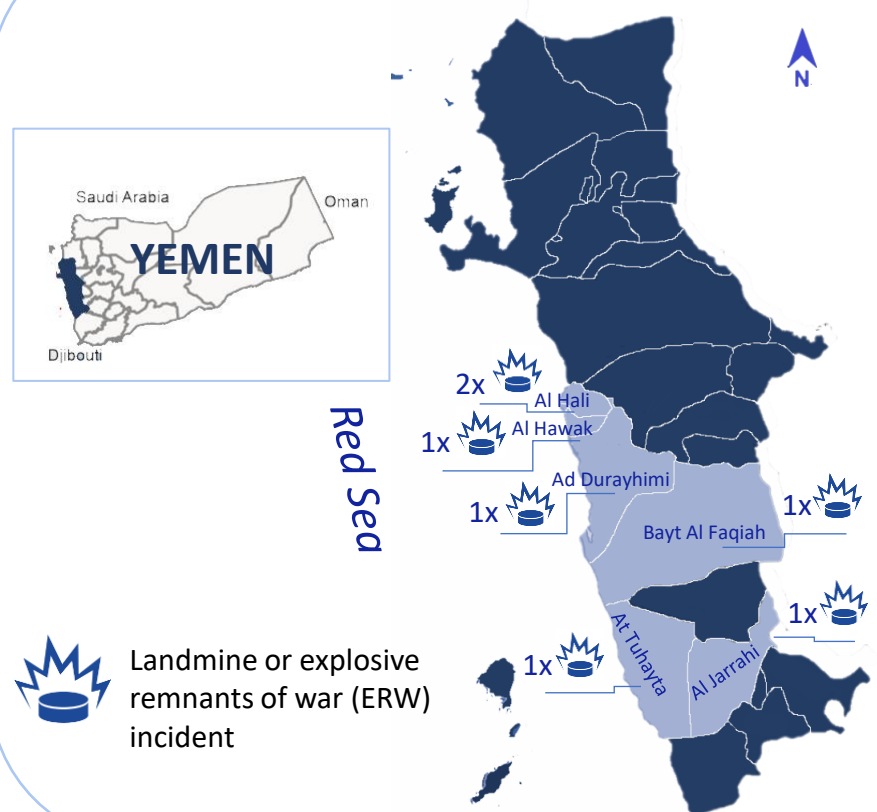 N
Saudi Arabia
Oman
YEMEN
Djibouti
Red Sea
2x
Al Hali
1x
Al Hawak
1x
Ad Durayhimi
1x
Bayt Al Faqiah
1x
At Tuhayta
1x
Al Jarrahi
Landmine or explosive
remnants of war (ERW)
incident